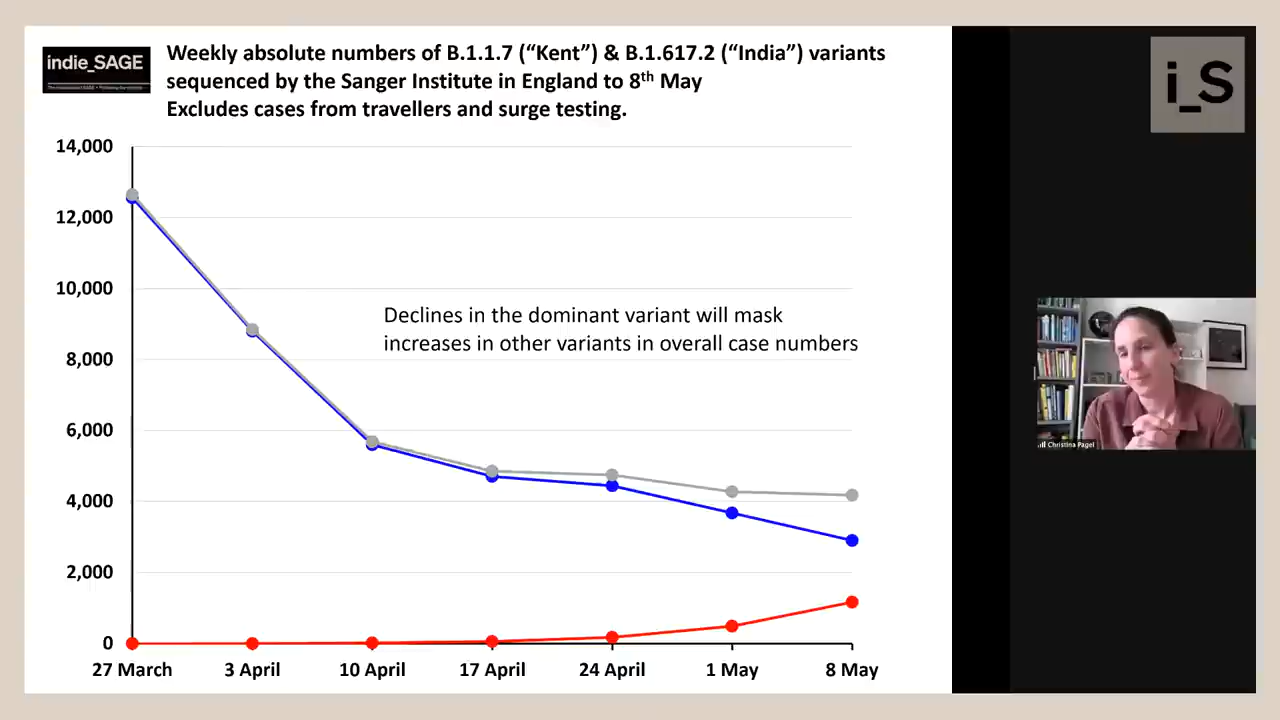 indie_SAGE
Weekly absolute numbers of B.1.1.7 (“Kent”) & B.1.617.2 (“India”) variants
sequenced by the Sanger Institute in England to 8th May
Excludes cases from travellers and surge testing.
i_S
14,000
12,000
10,000
8,000
6,000
4,000
2,000
0
Declines in the dominant variant will mask
increases in other variants in overall case numbers
27 March
3 April
10 April
17 April
24 April
1 May
8 May
Christina Pagel